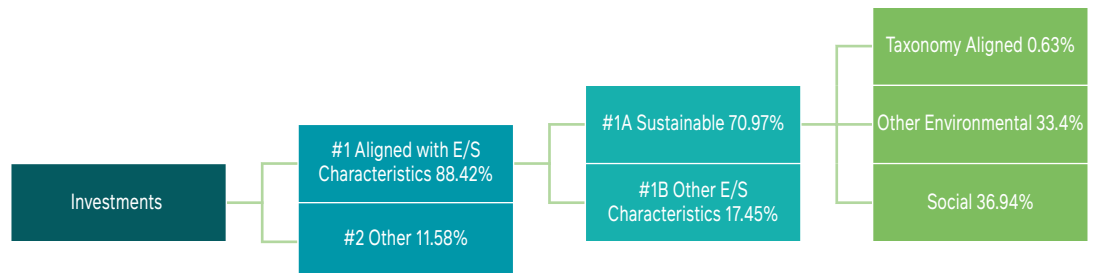 Investments
#1 Aligned with E/S
Characteristics 88.42%
#2 Other 11.58%
#1A Sustainable 70.97%
#1B Other E/S
Characteristics 17.45%
Taxonomy Aligned 0.63%
Other Environmental 33.4%
Social 36.94%